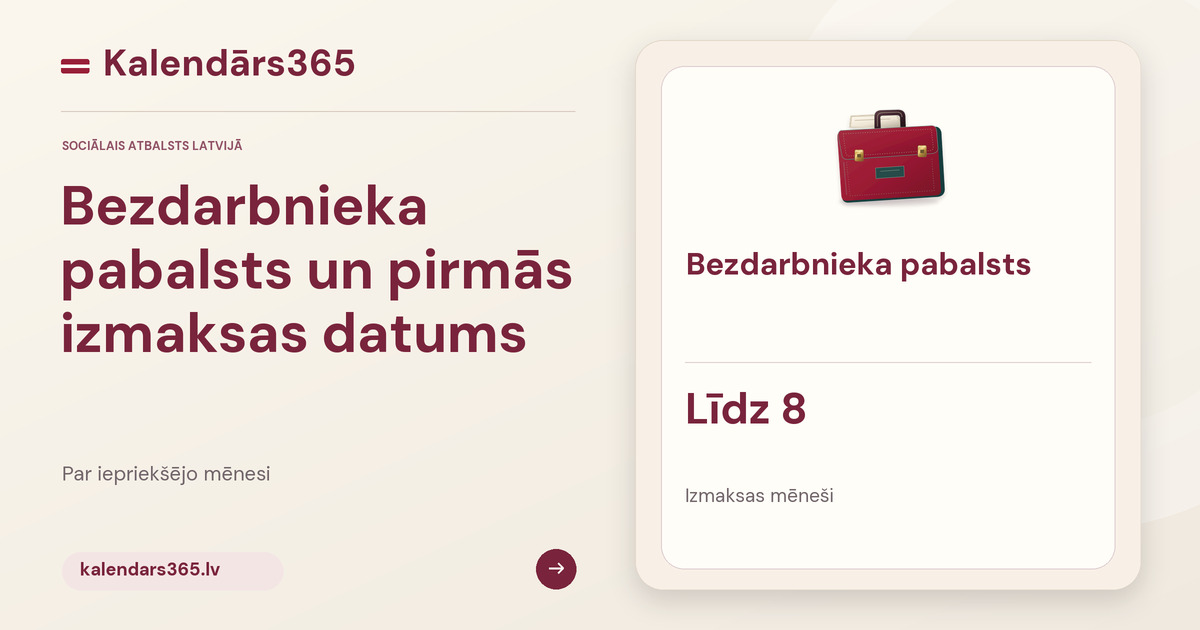 Kalendārs365
SOCIĀLAIS ATBALSTS LATVIJĀ
Bezdarbnieka
pabalsts un pirmās
izmaksas datums
Par iepriekšējo mēnesi
kalendars365.lv
Bezdarbnieka pabalsts
Līdz 8
Izmaksas mēneši